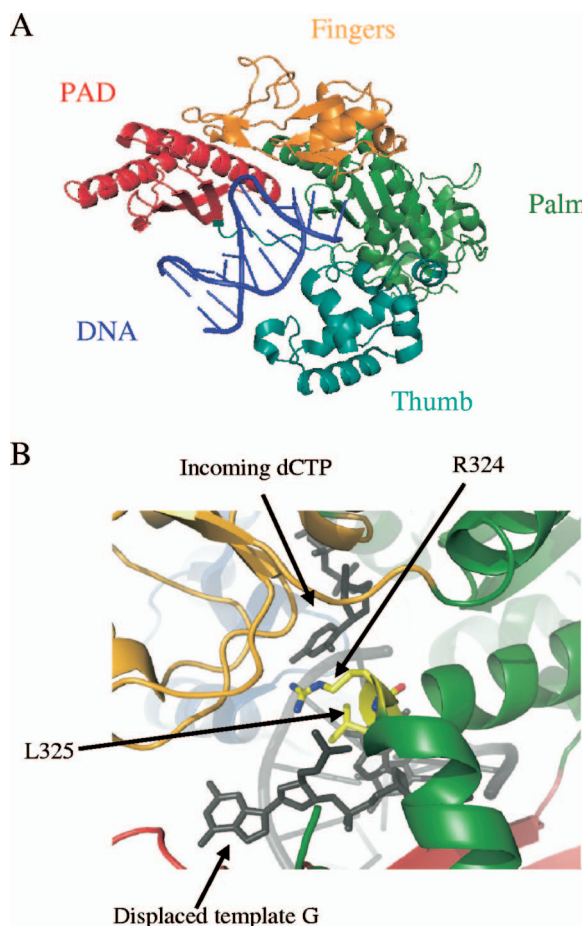 A
Fingers
PAD
Palm
DNA
Thumb
B
Incoming dCTP
R324
L325
Displaced template G